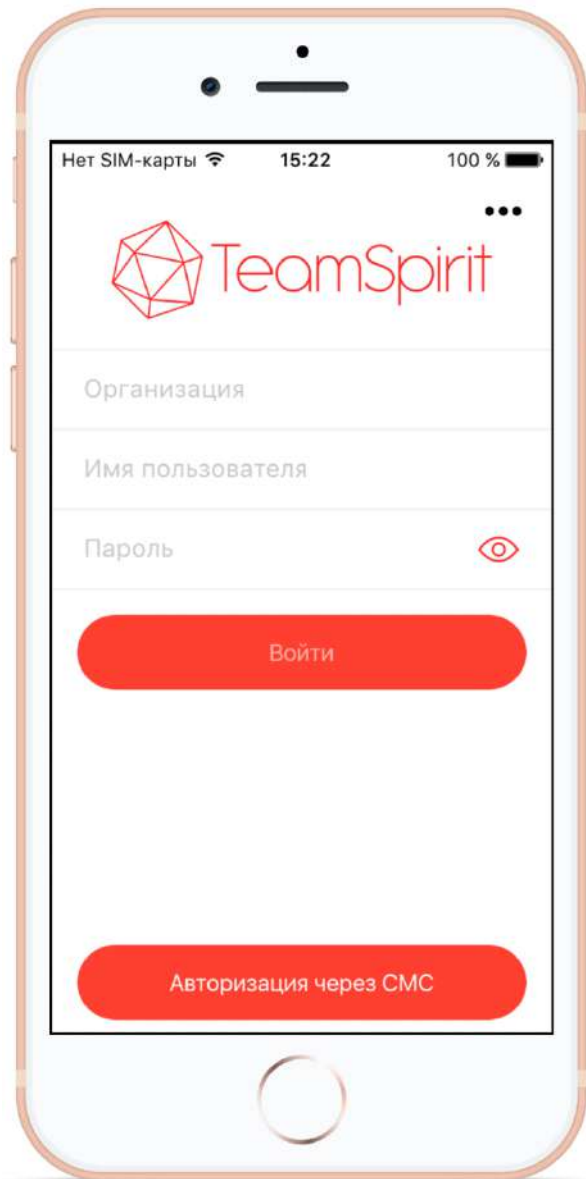 Нет SIM-карты 15:22 100 %
TeamSpirit
Организация
Имя пользователя
Пароль
Войти
Авторизация через СМС